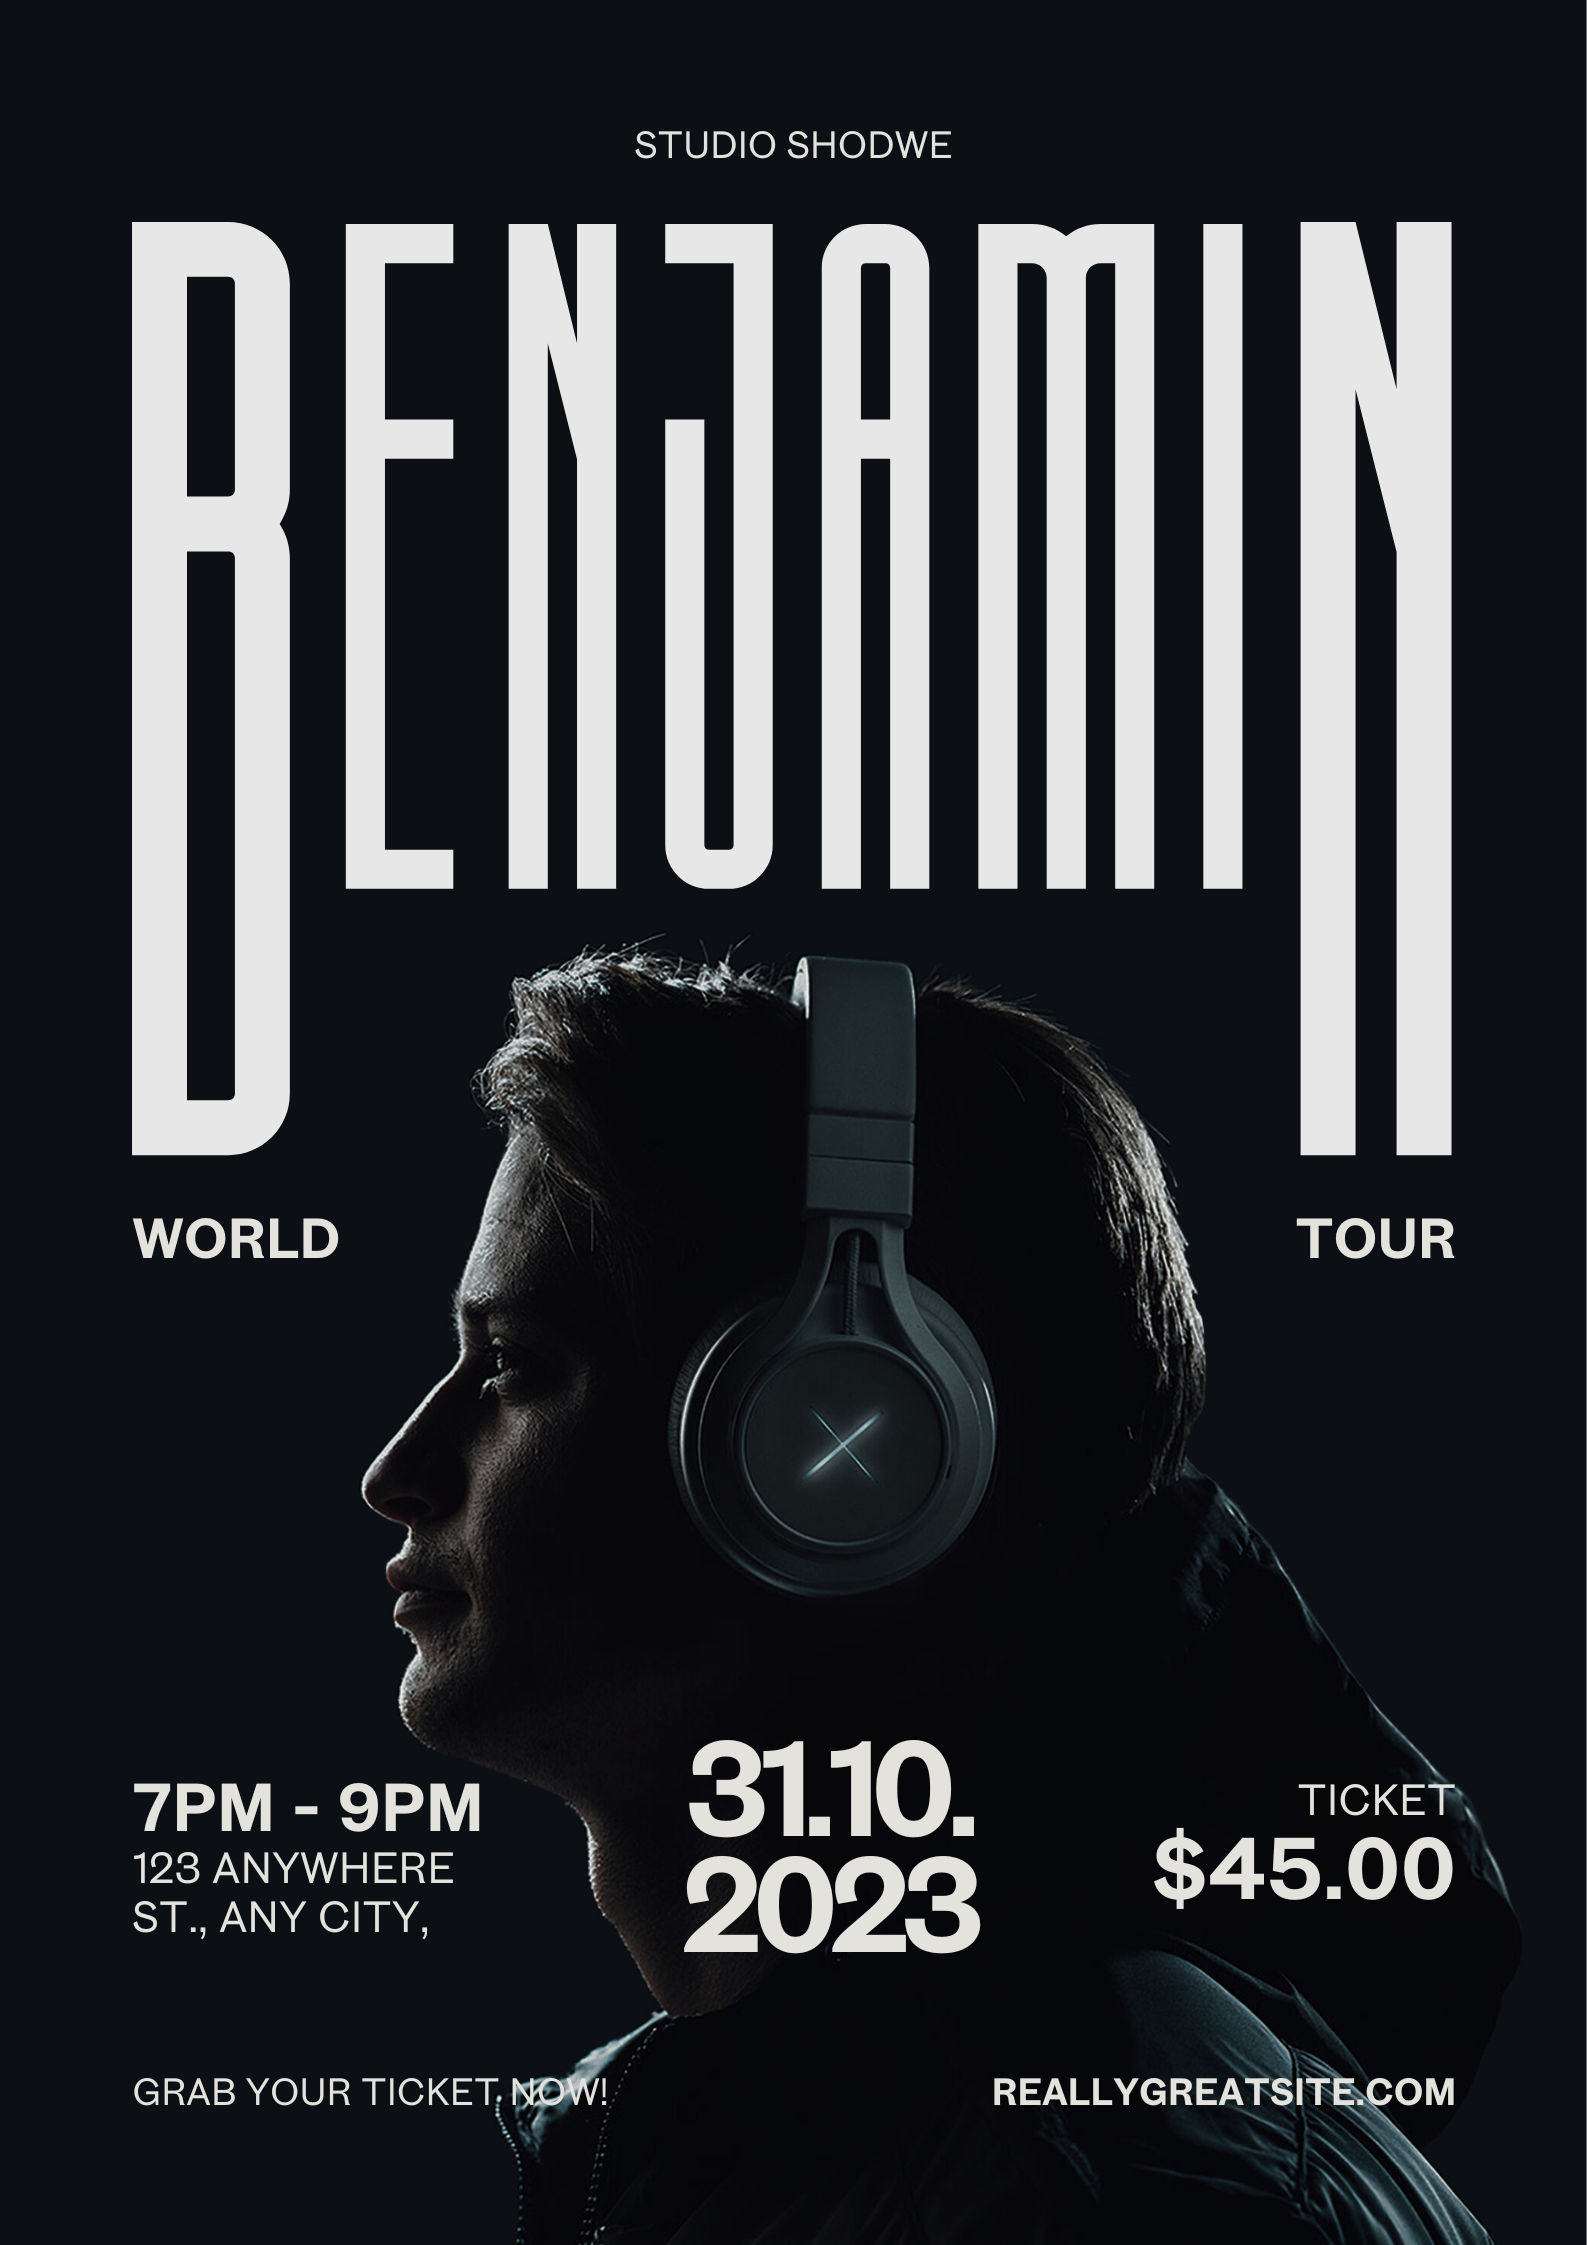 STUDIO SHODWE
BENJAMIN
WORLD
TOUR
7PM - 9PM
123 ANYWHERE
ST., ANY CITY,
31.10.
2023
TICKET
$45.00
GRAB YOUR TICKET NOW!
REALLYGREATSITE.COM